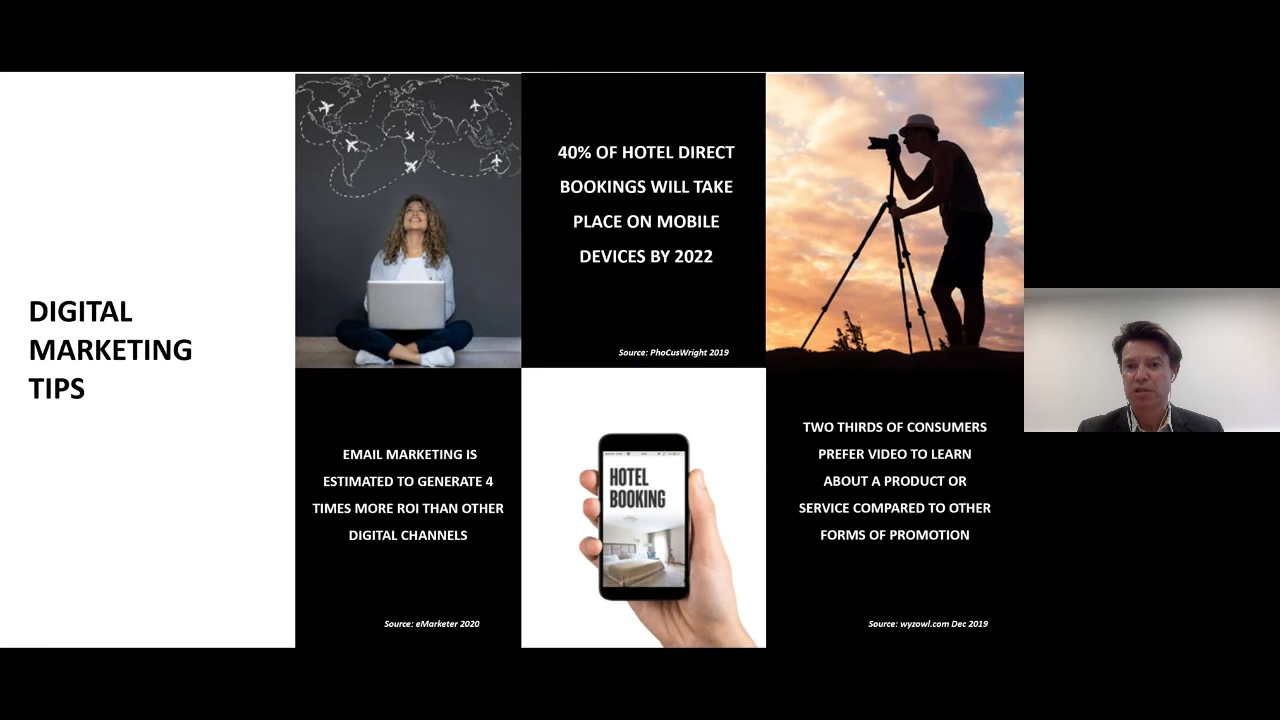 DIGITAL
MARKETING
TIPS
40% OF HOTEL DIRECT
BOOKINGS WILL TAKE
PLACE ON MOBILE
DEVICES BY 2022
Source: PhoCusWright 2019
EMAIL MARKETING IS
ESTIMATED TO GENERATE 4
TIMES MORE ROI THAN OTHER
DIGITAL CHANNELS
Source: eMarketer 2020
HOTEL
BOOKING
TWO THIRDS OF CONSUMERS
PREFER VIDEO TO LEARN
ABOUT A PRODUCT OR
SERVICE COMPARED TO OTHER
FORMS OF PROMOTION
Source: wyzowl.com Dec 2019